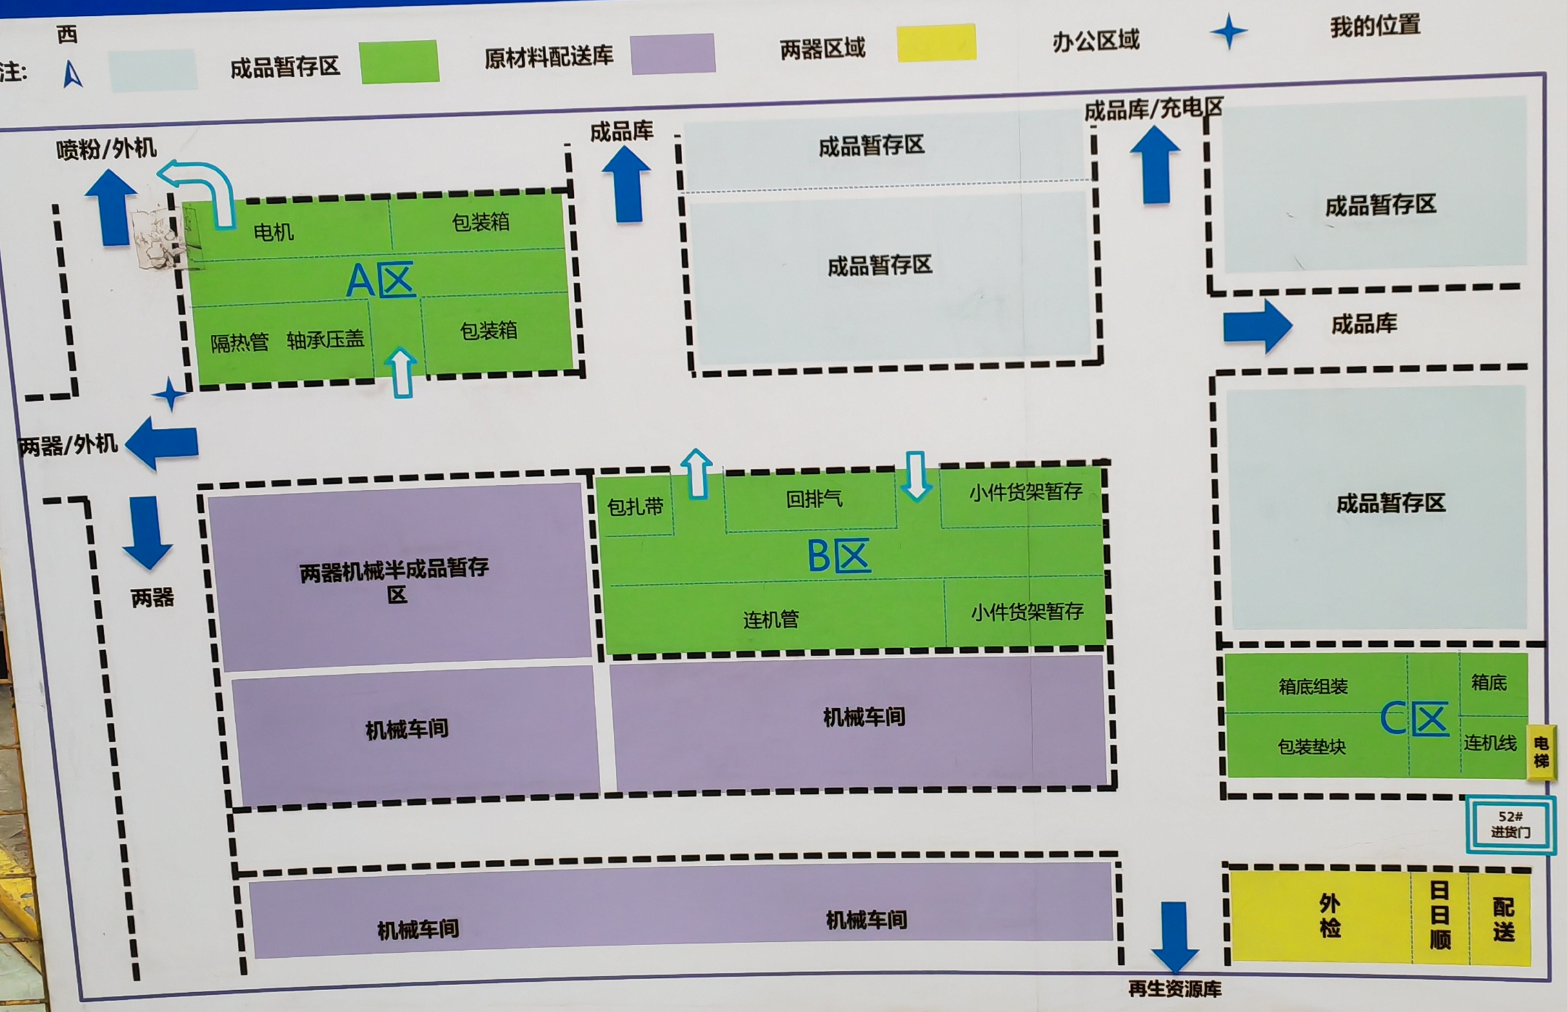 西
注:
成品暂存区
原材料配送库
两器区域
办公区域
我的位置
喷粉/外机
成品库
成品暂存区
成品库/充电区
成品暂存区
电机
包装箱
A区
隔热管
轴承压盖
包装箱
成品暂存区
成品库
两器/外机
两器
两器机械半成品暂存
区
包扎带
回排气
小件货架暂存
B区
连机管
小件货架暂存
成品暂存区
机械车间
机械车间
箱底组装
箱底
C区
包装垫块
连机线
电
梯
52#
进货门
机械车间
机械车间
外
检
日
日
顺
配
送
再生资源库